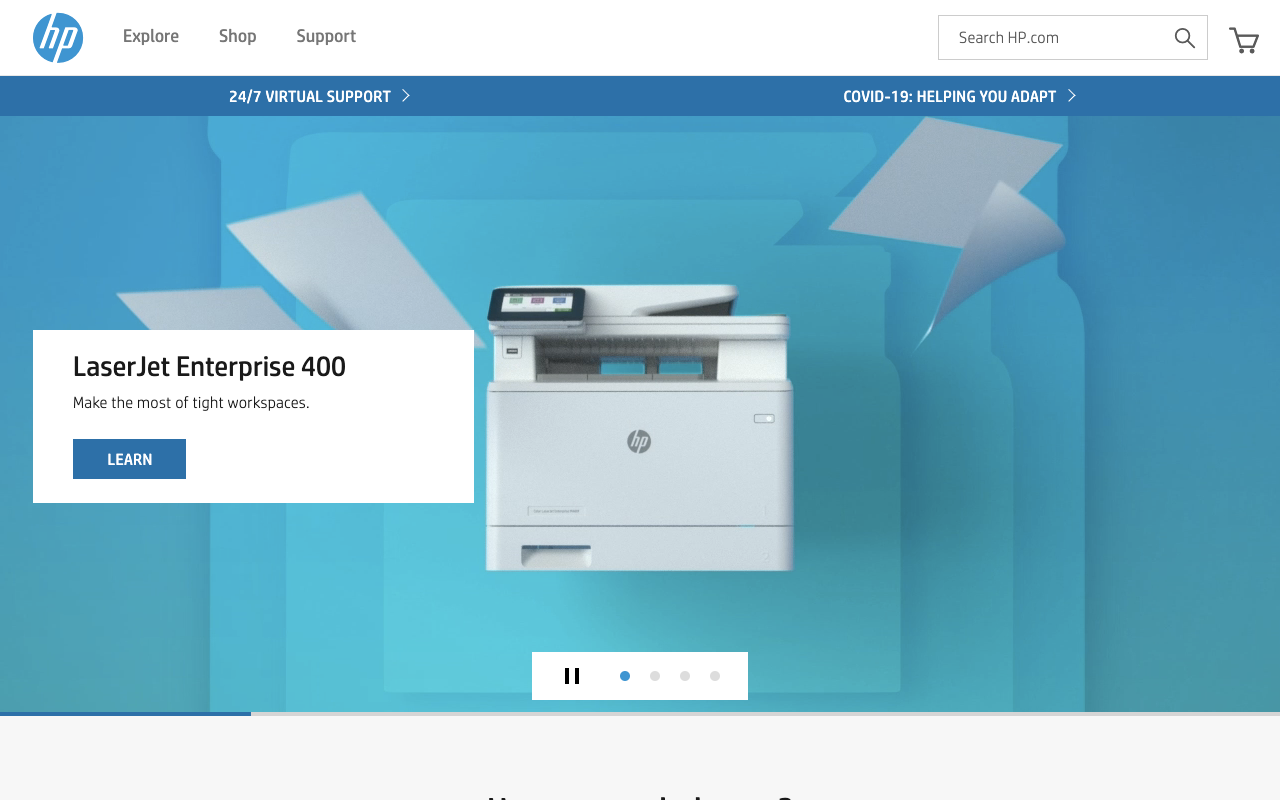 hp
Explore
Shop
Support
Search HP.com
24/7 VIRTUAL SUPPORT
COVID-19: HELPING YOU ADAPT
LaserJet Enterprise 400
Make the most of tight workspaces.
LEARN
hp